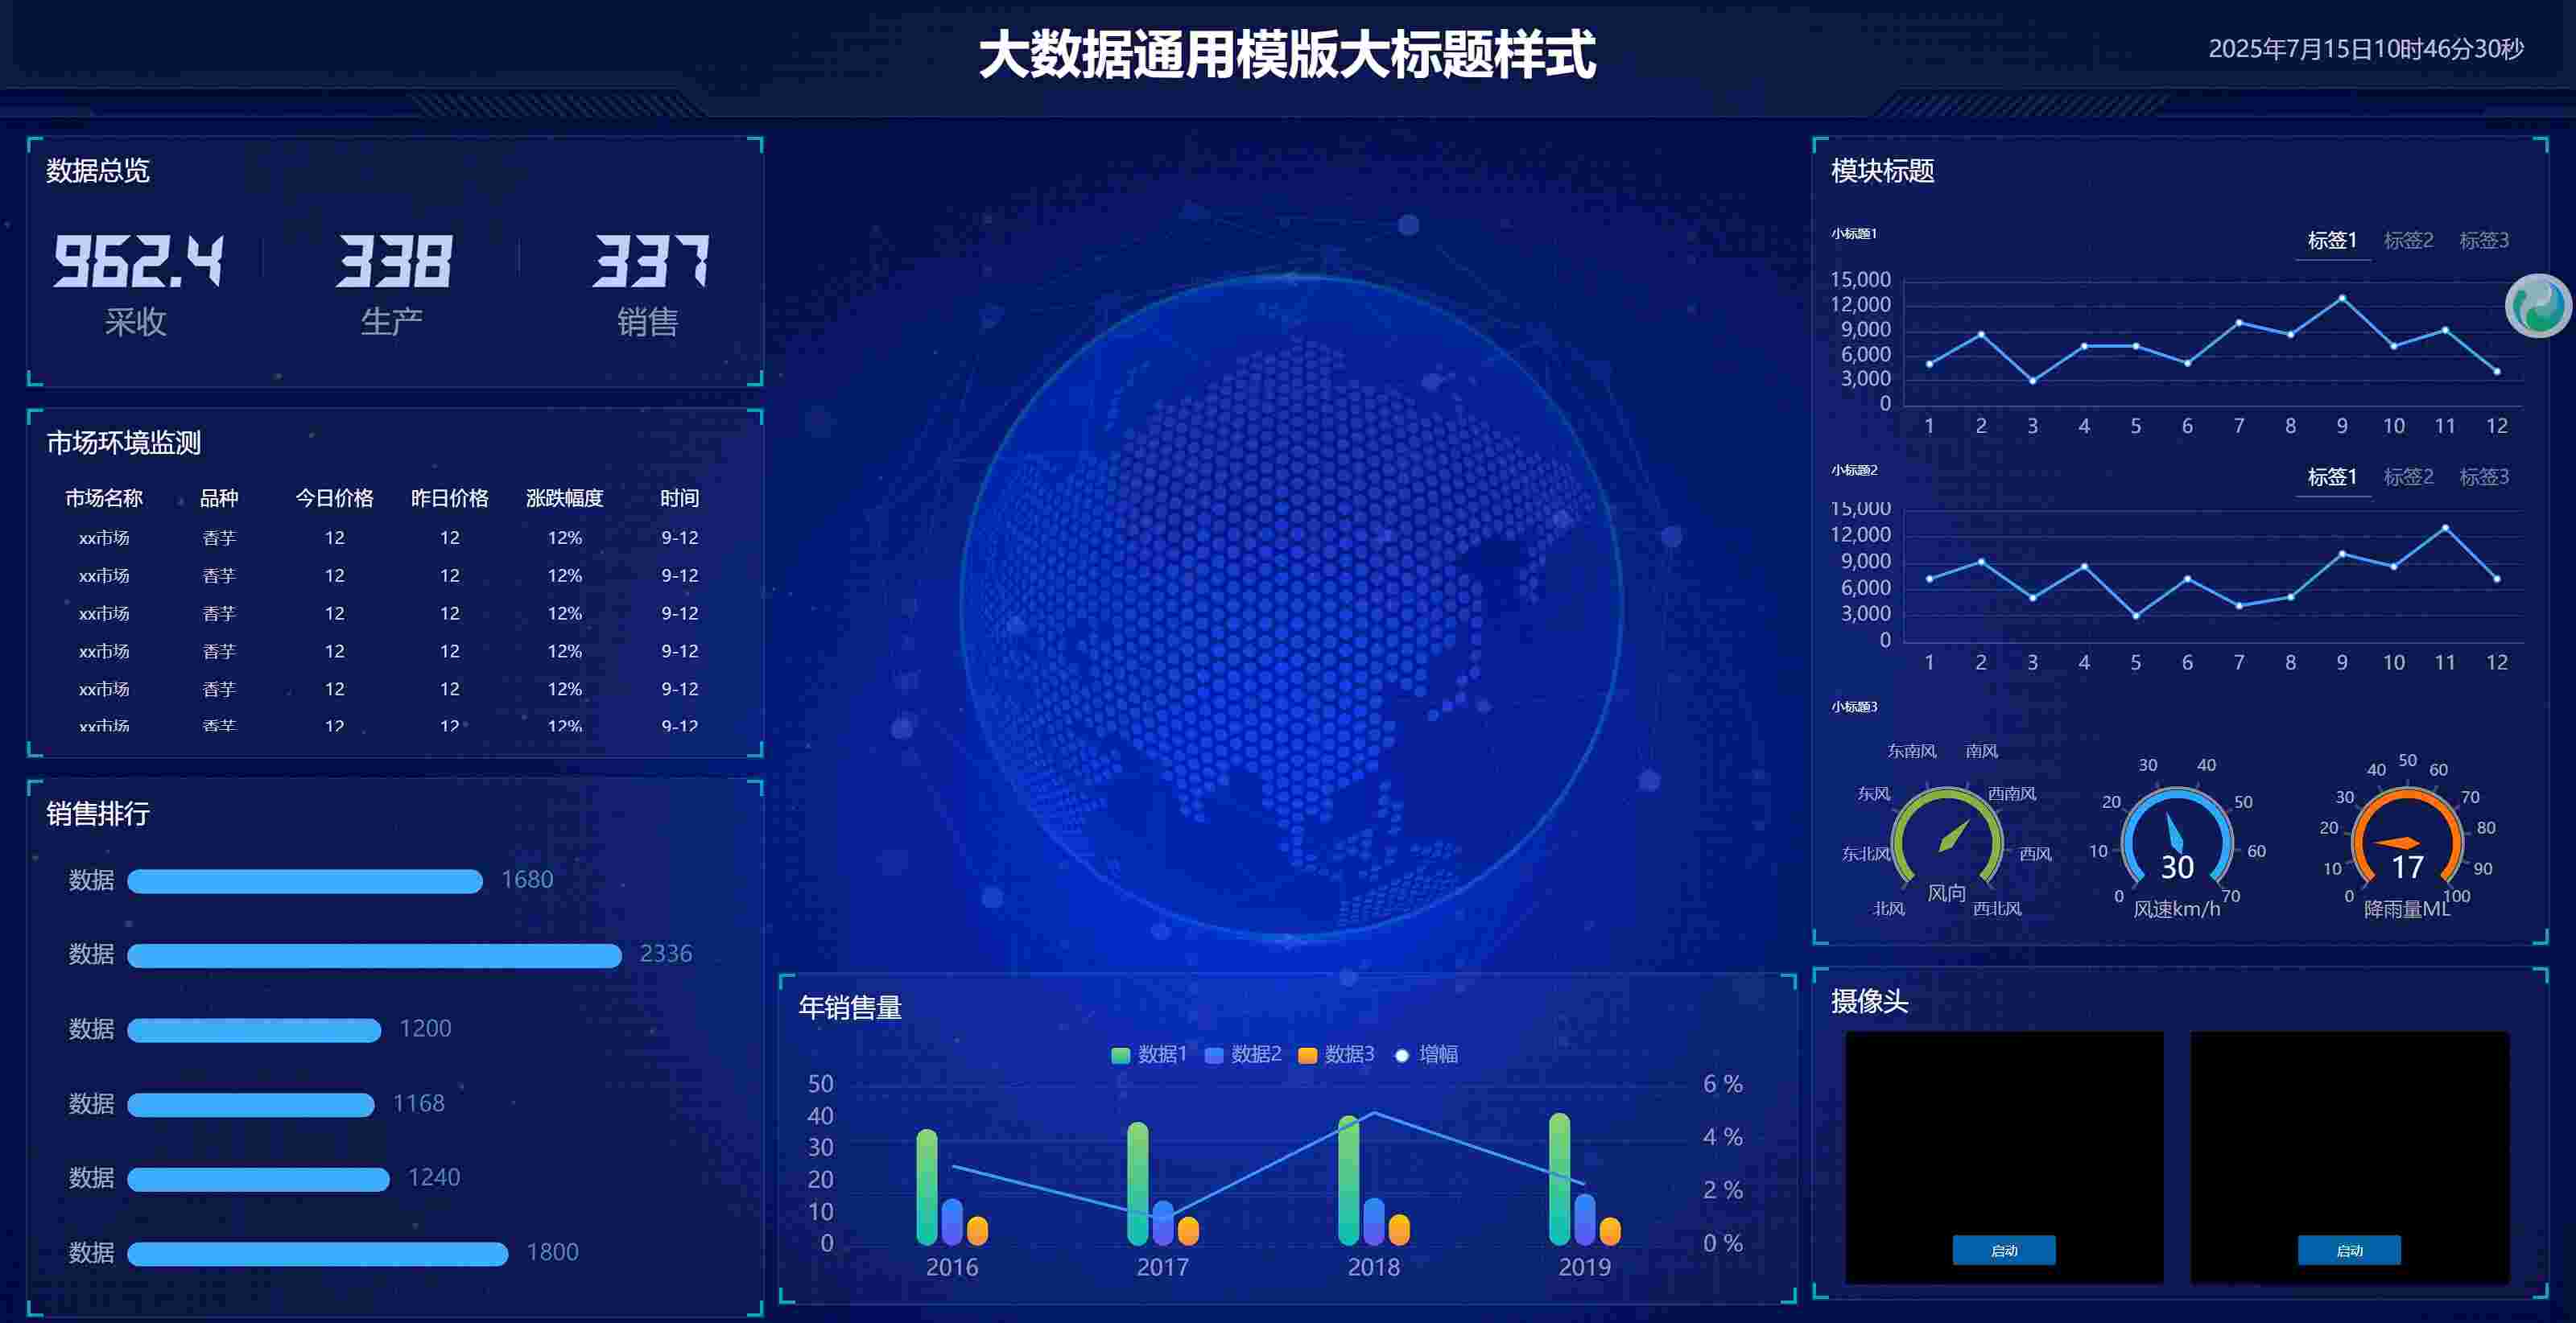 大数据通用模版大标题样式
2025年7月15日10时46分30秒
数据总览
962.4 338 337
采收 生产 销售
市场环境监测
市场名称 品种 今日价格 昨日价格 涨跌幅度 时间
xx市场 香芋 12 12 12% 9-12
xx市场 香芋 12 12 12% 9-12
xx市场 香芋 12 12 12% 9-12
xx市场 香芋 12 12 12% 9-12
xx市场 香芋 12 12 12% 9-12
xx市场 香芋 12 12 12% 9-12
销售排行
数据 1680
数据 2336
数据 1200
数据 1168
数据 1240
数据 1800
年销售量
数据1 数据2 数据3 增幅
50 6 %
40
30 4 %
20 2 %
10
0 0 %
2016 2017 2018 2019
模块标题
小标题1
标签1 标签2 标签3
15,000
12,000
9,000
6,000
3,000
0
1 2 3 4 5 6 7 8 9 10 11 12
小标题2
标签1 标签2 标签3
15,000
12,000
9,000
6,000
3,000
0
1 2 3 4 5 6 7 8 9 10 11 12
小标题3
北风 东北风 东风 东南风 南风 西南风 西风 西北风
风向
0 10 20 30 40 50 60 70
30
风速km/h
0 10 20 30 40 50 60 70 80 90 100
17
降雨量ML
摄像头
启动 启动